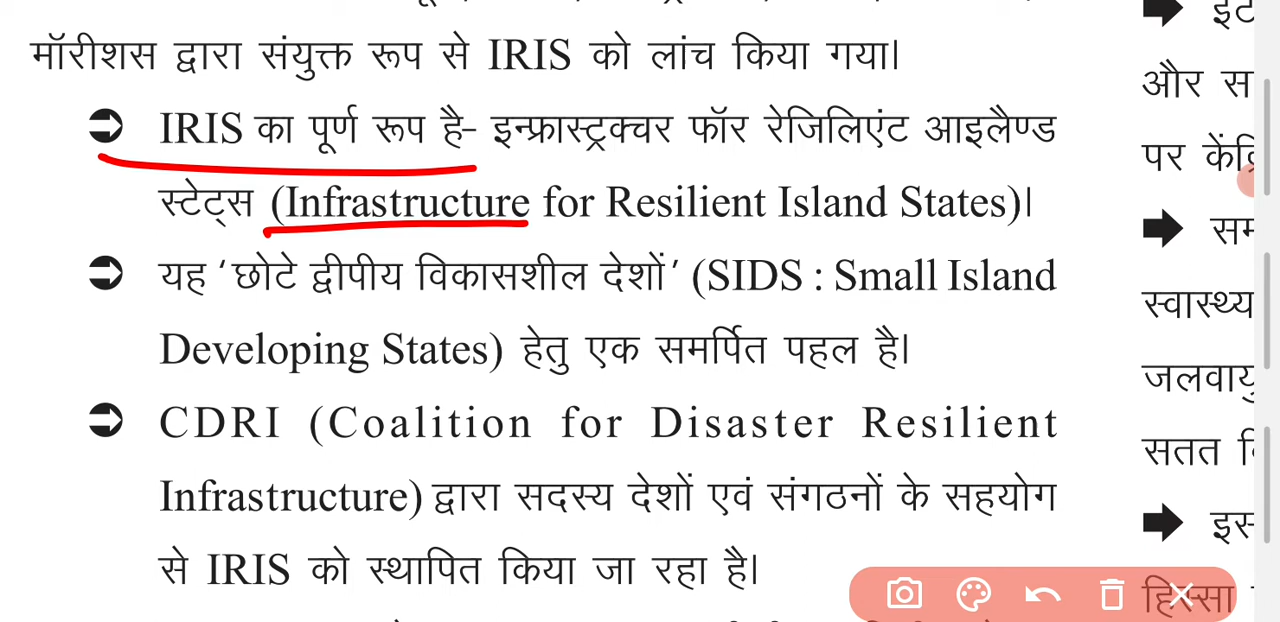 मॉरीशस द्वारा संयुक्त रूप से IRIS को लांच किया गया।
IRIS का पूर्ण रूप है- इन्फ्रास्ट्रक्चर फॉर रेजिलिएंट आइलैण्ड
स्टेट्स (Infrastructure for Resilient Island States)।
यह ‘छोटे द्वीपीय विकासशील देशों’ (SIDS : Small Island
Developing States) हेतु एक समर्पित पहल है।
CDRI (Coalition for Disaster Resilient
Infrastructure) द्वारा सदस्य देशों एवं संगठनों के सहयोग
से IRIS को स्थापित किया जा रहा है।
और
पर
स्वास्थ्य
सतत
हिस्सा